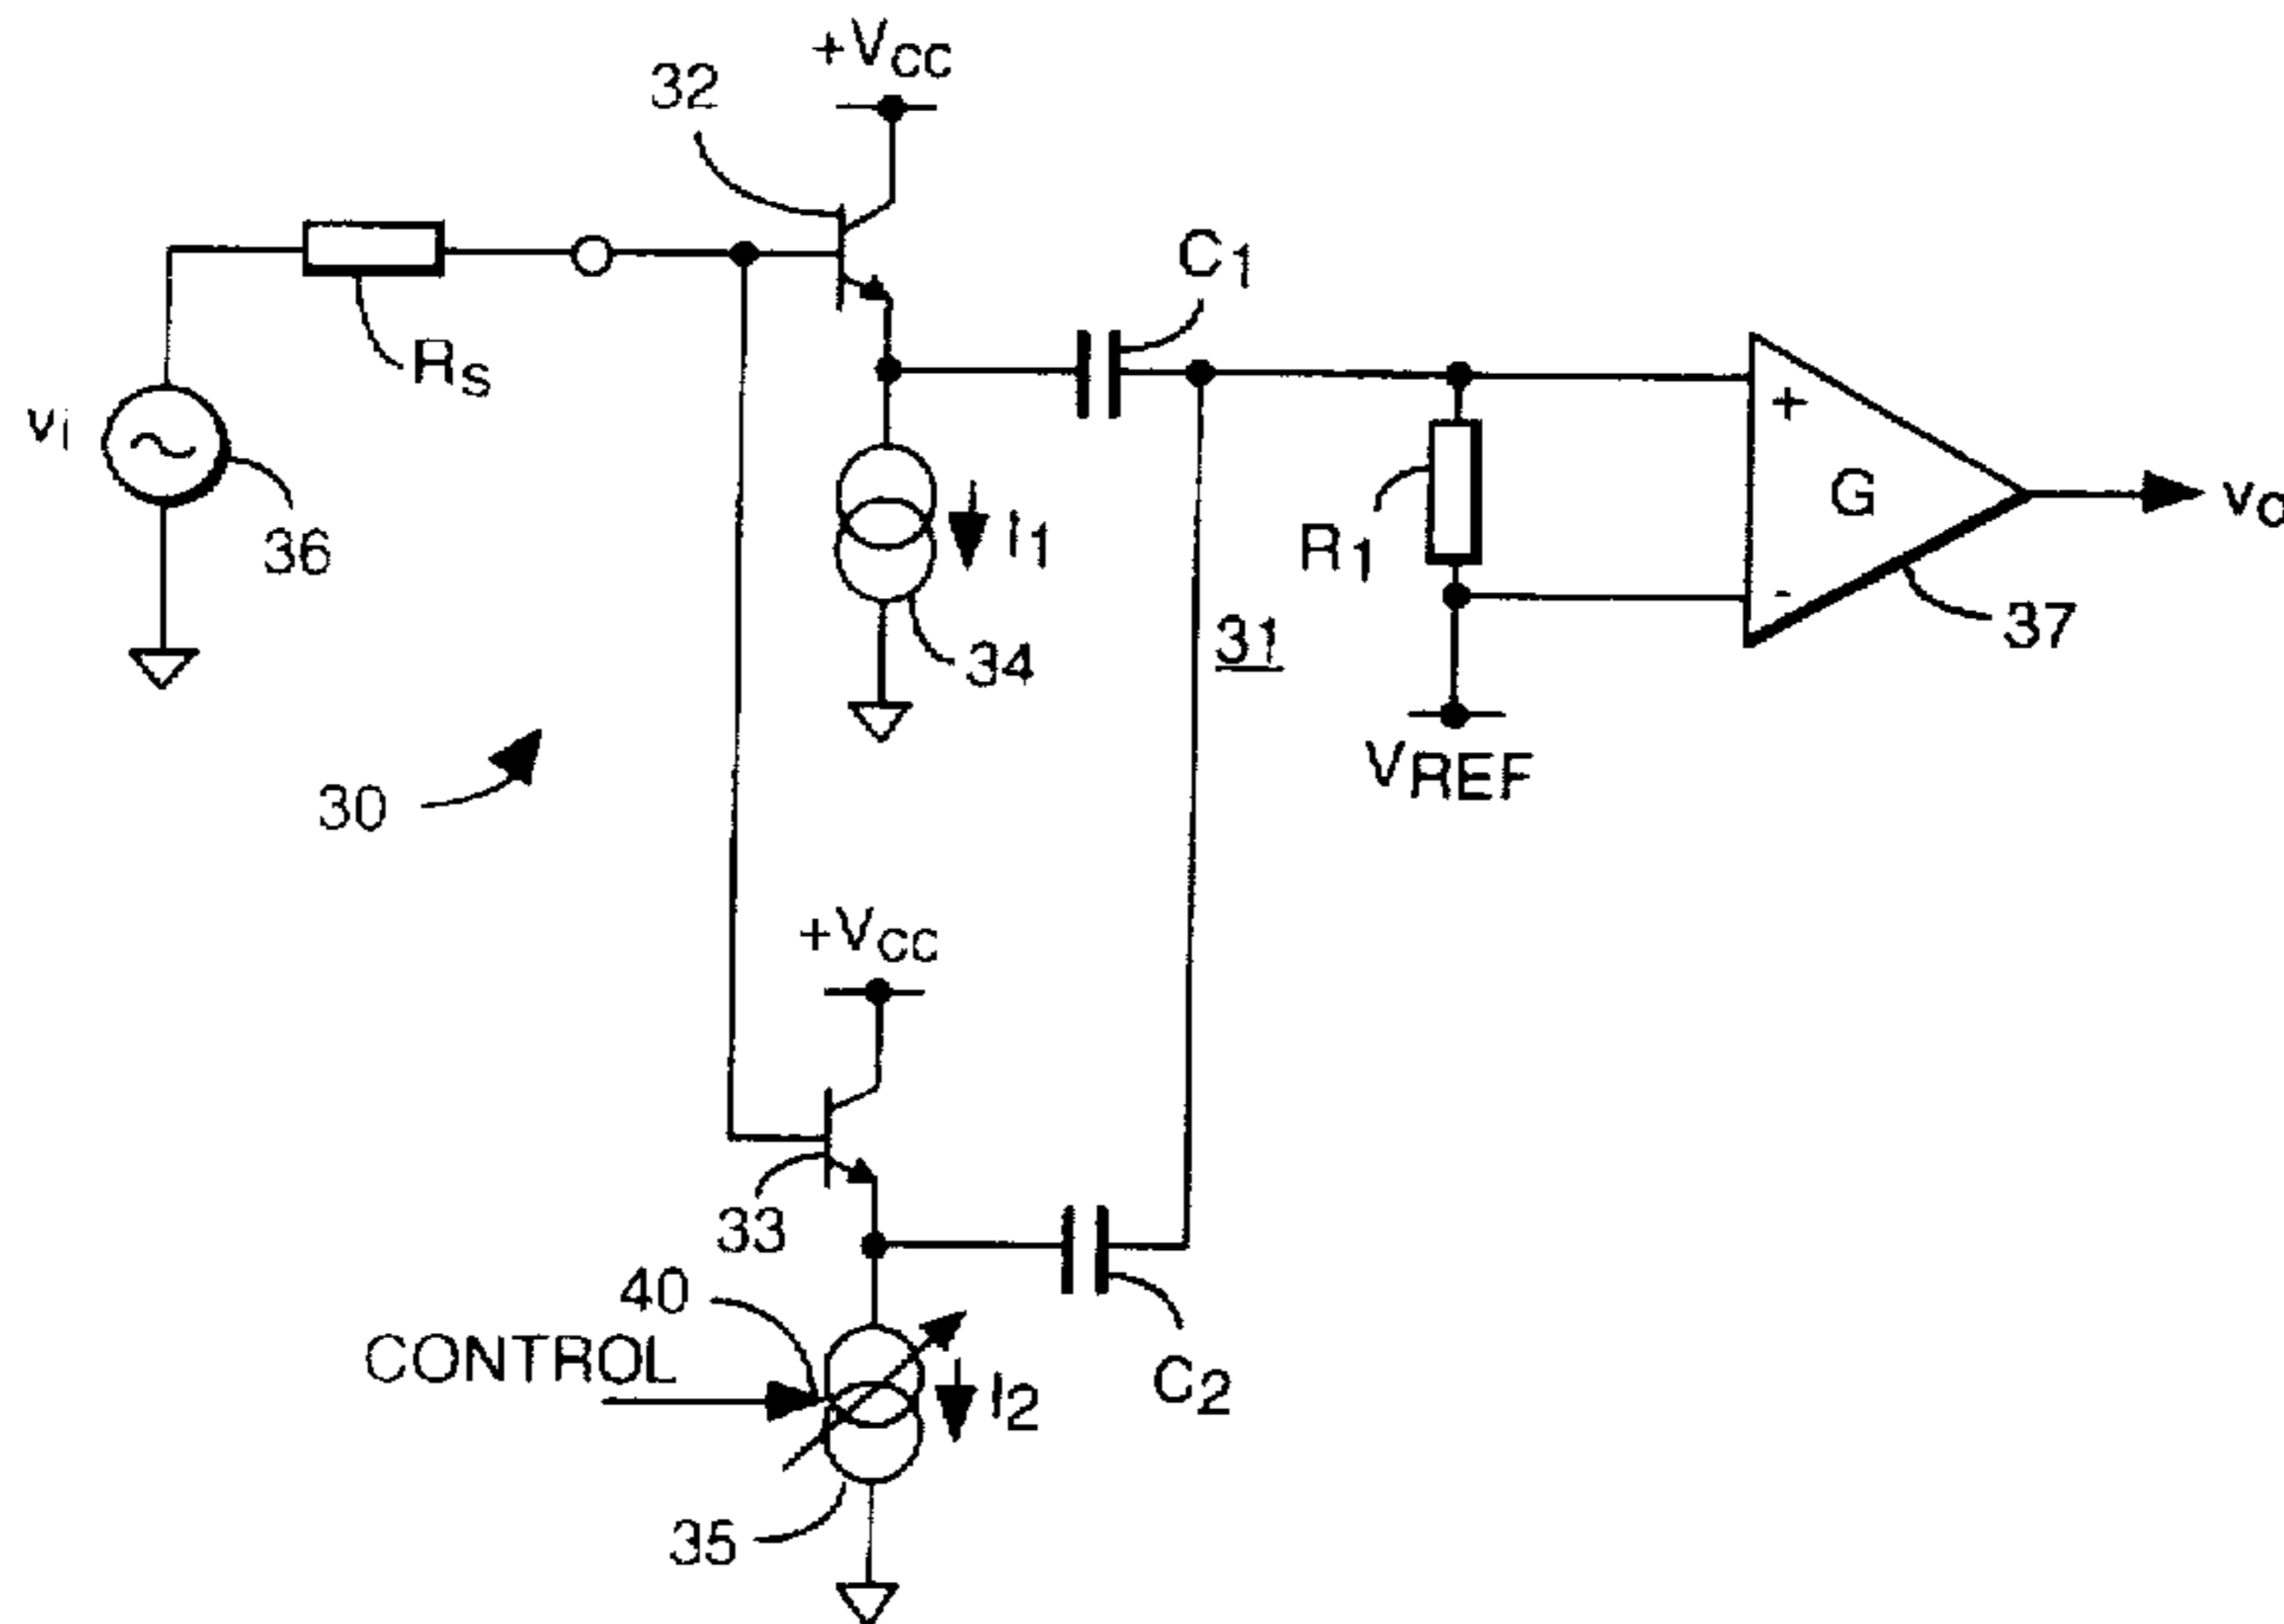 +VCC
32
C1
RS
vi
+
G
vo
36
I1
R1
-
31
37
34
VREF
30
+VCC
33
40
CONTROL
I2
C2
35